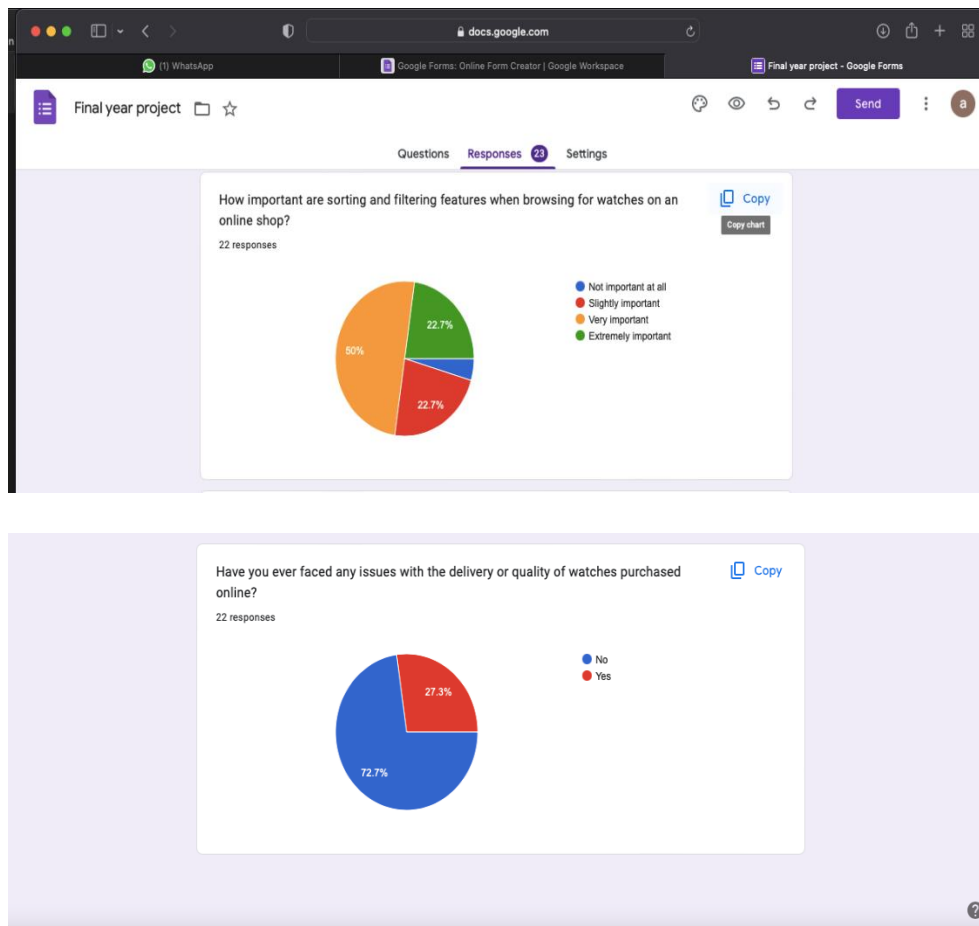 docs.google.com
(1) WhatsApp
Google Forms: Online Form Creator | Google Workspace
Final year project - Google Forms
Final year project
Send
a
Questions Responses 23 Settings
How important are sorting and filtering features when browsing for watches on an
online shop?
22 responses
Copy
Copy chart
22.7%
50%
22.7%
Not important at all
Slightly important
Very important
Extremely important
Have you ever faced any issues with the delivery or quality of watches purchased
online?
22 responses
Copy
27.3%
72.7%
No
Yes
?